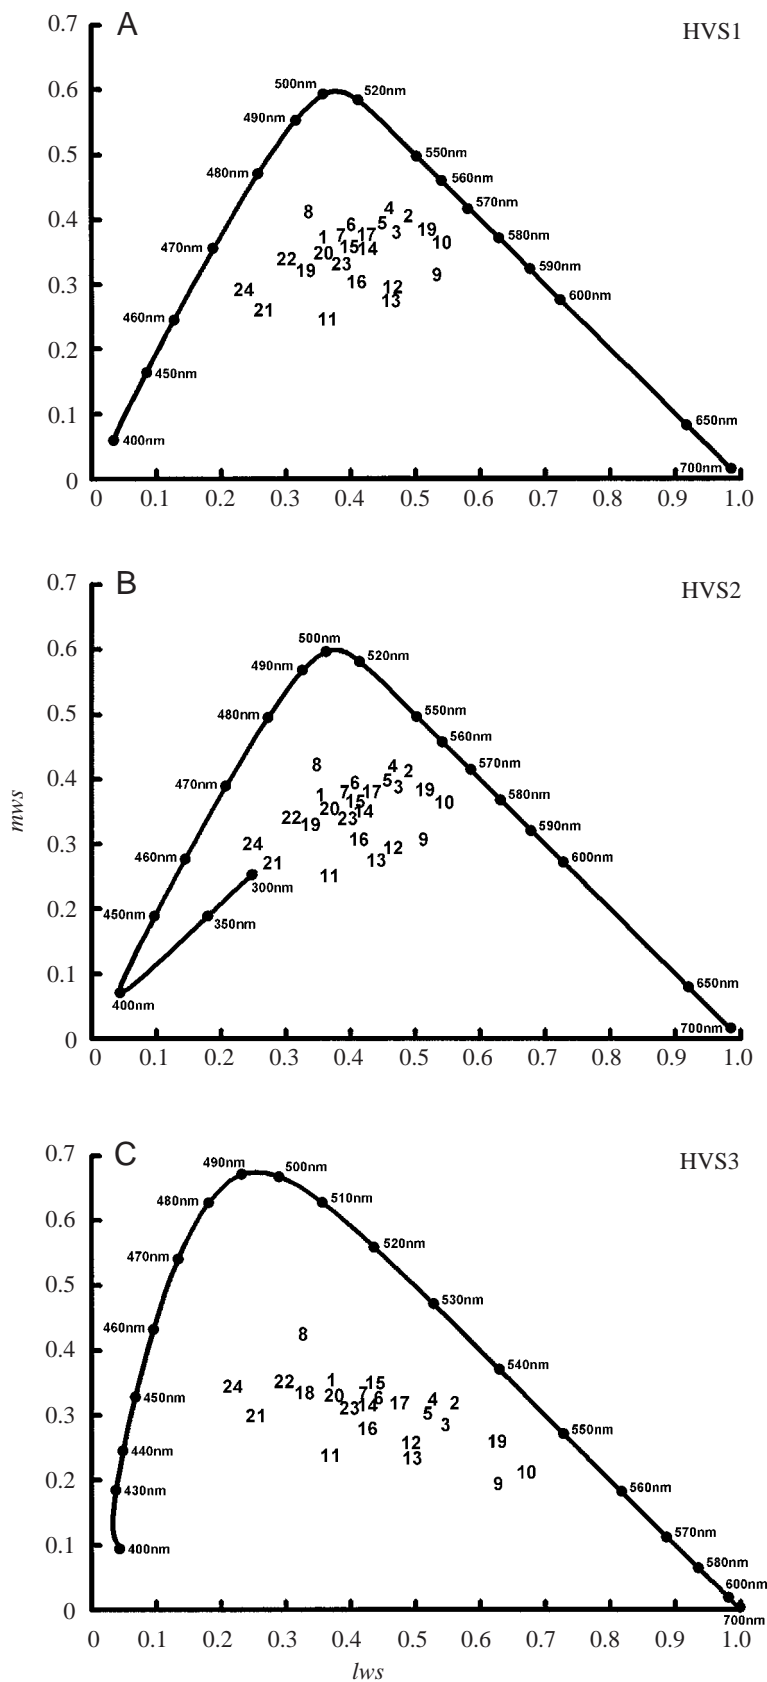 0.7 A HVS1
500nm 520nm
0.6
490nm
0.5 550nm
480nm 560nm
570nm
8 4 2
0.4 6 5 19 580nm
1 7 17 3 10
470nm 15 14
20
22 23 590nm
19 9
0.3 24 16 12 600nm
13
460nm 21 11
0.2
450nm
0.1 650nm
400nm
700nm
0
0 0.1 0.2 0.3 0.4 0.5 0.6 0.7 0.8 0.9 1.0
0.7 B HVS2
500nm
0.6 520nm
490nm
0.5 480nm 550nm
560nm
8 4 2 570nm
0.4 470nm 6 5 3
1 7 17 19 580nm
15 10
20 14
22 19 23 590nm
0.3 24 16 12 9
460nm 21 13 600nm
11
300nm
0.2 450nm
350nm
0.1
650nm
400nm 700nm
0
0 0.1 0.2 0.3 0.4 0.5 0.6 0.7 0.8 0.9 1.0
mws
0.7 C HVS3
490nm 500nm
480nm 510nm
0.6
470nm 520nm
0.5
530nm
460nm 8
0.4 540nm
24 22 1 15
450nm 18 20 7 6
0.3 21 23 14 17 4 2
5 3
28 12 19 550nm
440nm 11 13
10
0.2 430nm 9 560nm
570nm
0.1 400nm
580nm
600nm
0
700nm
0 0.1 0.2 0.3 0.4 0.5 0.6 0.7 0.8 0.9 1.0
lws